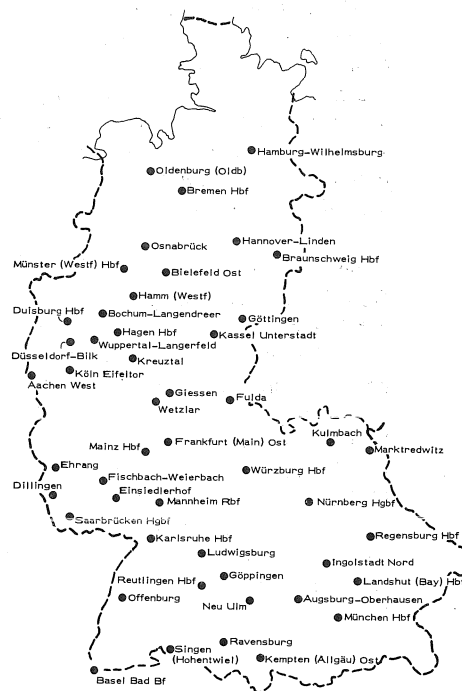 Hamburg-Wilhelmsburg
Oldenburg (Oldb)
Bremen Hbf
Hannover-Linden
Osnabrück
Braunschweig Hbf
Münster (Westf) Hbf
Bielefeld Ost
Hamm (Westf)
Duisburg Hbf
Bochum-Langendreer
Göttingen
Hagen Hbf
Kassel Unterstadt
Wuppertal-Langerfeld
Düsseldorf-Bilk
Kreuztal
Köln Eifeltor
Aachen West
Giessen
Fulda
Wetzlar
Kulmbach
Frankfurt (Main) Ost
Mainz Hbf
Marktredwitz
Ehrang
Würzburg Hbf
Fischbach-Weierbach
Dillingen
Einsiedlerhof
Mannheim Rbf
Nürnberg Hgbf
Saarbrücken Hgbf
Karlsruhe Hbf
Regensburg Hbf
Ludwigsburg
Ingolstadt Nord
Göppingen
Reutlingen Hbf
Landshut (Bay) Hbf
Offenburg
Neu Ulm
Augsburg-Oberhausen
München Hbf
Ravensburg
Singen
(Hohentwiel)
Kempten (Allgäu) Ost
Basel Bad Bf